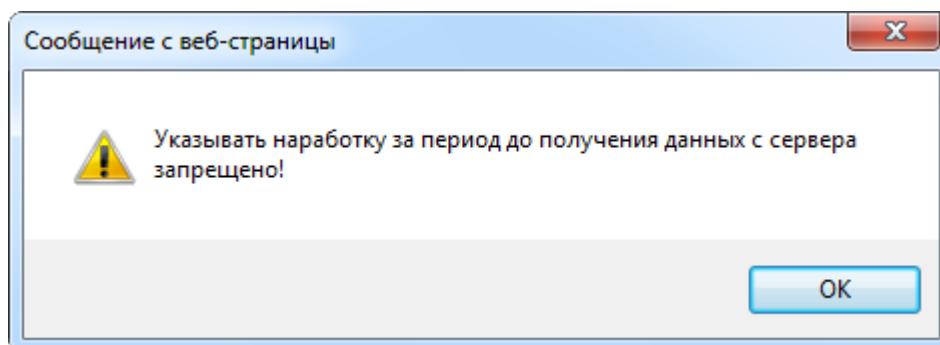 Сообщение с веб-страницы
Указывать наработку за период до получения данных с сервера
запрещено!
OK